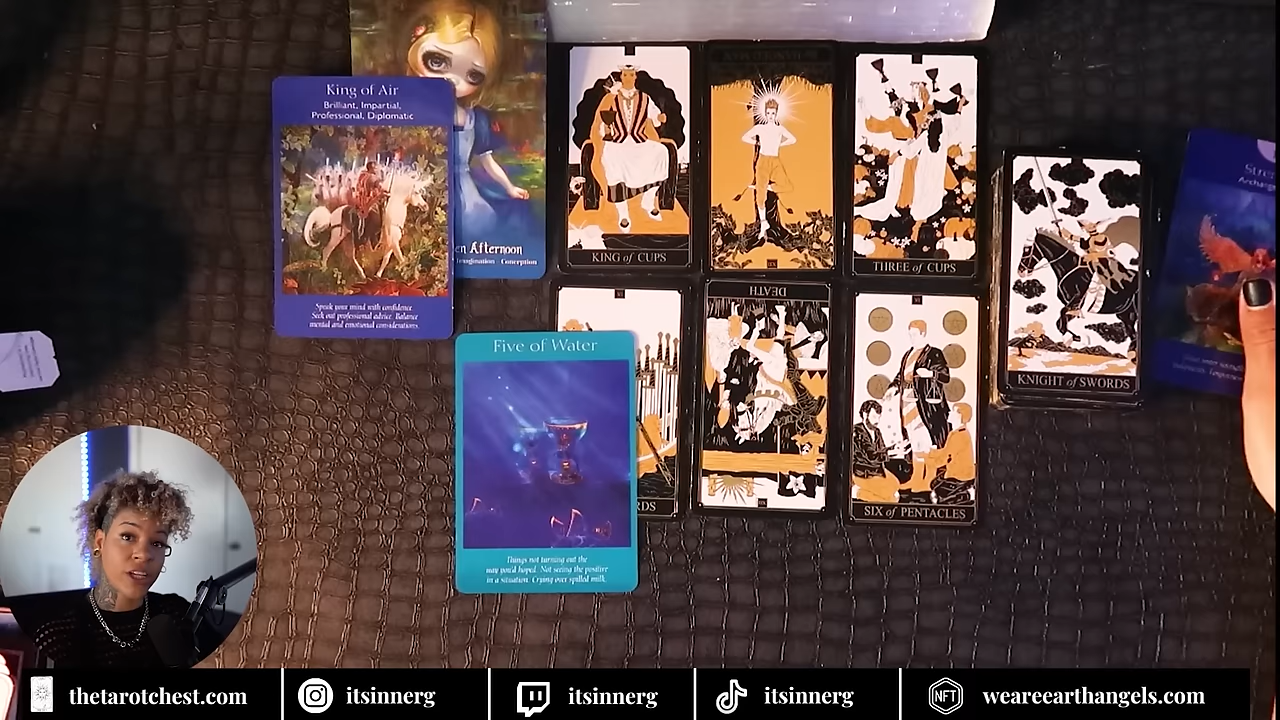 King of Air
Brilliant, Impartial,
Professional, Diplomatic
Speak your mind with confidence
Seek out professional advice. Balance
mental and emotional considerations.
en Afternoon
Imagination - Conception
KING of CUPS
THREE of CUPS
KNIGHT of SWORDS
Five of Water
Things not turning out the
way you'd hoped. Not seeing the positive
in a situation. Crying over spilled milk.
RDS
DEATH
SIX of PENTACLES
thetarotchest.com
itsinnerg
itsinnerg
itsinnerg
NFT
weareearthangels.com